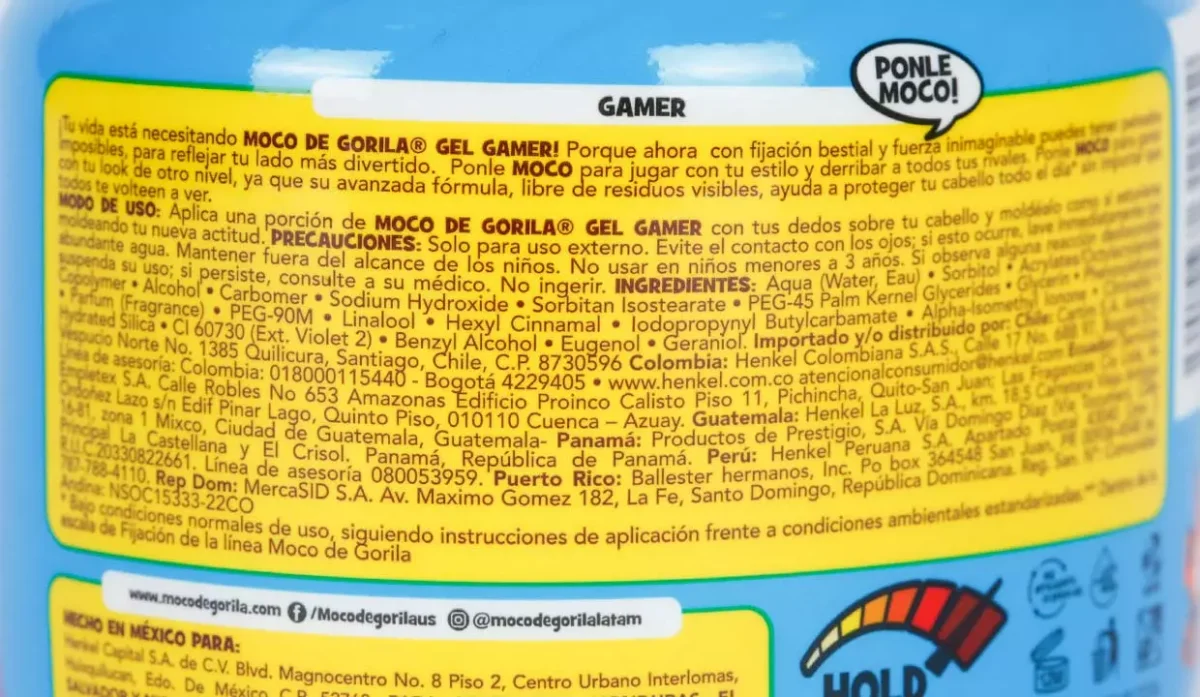 PONLE
MOCO!
GAMER
¡Tu vida está necesitando MOCO DE GORILA® GEL GAMER! Porque ahora con fijación bestial y fuerza inimaginable puedes tener
imposibles, para reflejar tu lado más divertido. Ponle MOCO para jugar con tu estilo y derribar a todos tus rivales. Ponle MOCO
con tu look de otro nivel, ya que su avanzada fórmula, libre de residuos visibles, ayuda a proteger tu cabello todo el día*
todos te volteen a ver.
MODO DE USO: Aplica una porción de MOCO DE GORILA® GEL GAMER con tus dedos sobre tu cabello y moldéalo como
moldeando tu nueva actitud. PRECAUCIONES: Solo para uso externo. Evite el contacto con los ojos; si esto ocurre, lave
abundante agua. Mantener fuera del alcance de los niños. No usar en niños menores a 3 años. Si observa alguna
suspenda su uso; si persiste, consulte a su médico. No ingerir. INGREDIENTES: Aqua (Water, Eau) • Sorbitol •
Copolymer • Alcohol • Carbomer • Sodium Hydroxide • Sorbitan Isostearate • PEG-45 Palm Kernel Glycerides • Glycerin •
• Parfum (Fragrance) • PEG-90M • Linalool • Hexyl Cinnamal • Iodopropynyl Butylcarbamate •
Hydrated Silica • CI 60730 (Ext. Violet 2) • Benzyl Alcohol • Eugenol • Geraniol. Importado y/o distribuido por: Chile:
Vespucio Norte No. 1385 Quilicura, Santiago, Chile, C.P. 8730596 Colombia: Henkel Colombiana S.A.S., Calle 17 No.
Línea de asesoría: Colombia: 018000115440 - Bogotá 4229405 • www.henkel.com.co atencionalconsumidor@henkel.com
Empletex S.A. Calle Robles No 653 Amazonas Edificio Proinco Calisto Piso 11, Pichincha, Quito-San Juan; Las
Ordoñez Lazo s/n Edif Pinar Lago, Quinto Piso, 010110 Cuenca – Azuay. Guatemala: Henkel La Luz, S.A., km. 18.5
16-81, zona 1 Mixco, Ciudad de Guatemala, Guatemala- Panamá: Productos de Prestigio, S.A. Vía Domingo Díaz
Principal La Castellana y El Crisol. Panamá, República de Panamá. Perú: Henkel Peruana S.A.
R.U.C 20330822661. Línea de asesoría 080053959. Puerto Rico: Ballester hermanos, Inc. Po box 364548 San Juan,
787-788-4110. Rep Dom: MercaSID S.A. Av. Maximo Gomez 182, La Fe, Santo Domingo, República Dominicana.
Andina: NSOC15333-22CO
* Bajo condiciones normales de uso, siguiendo instrucciones de aplicación frente a condiciones ambientales estandarizadas.**
escala de Fijación de la línea Moco de Gorila
www.mocodegorila.com /Mocodegorilaus @mocodegorilalatam
HECHO EN MÉXICO PARA:
Henkel Capital S.A. de C.V. Blvd. Magnocentro No. 8 Piso 2, Centro Urbano Interlomas,
Huixquilucan, Edo. De México, C.P.
HOLD
12M